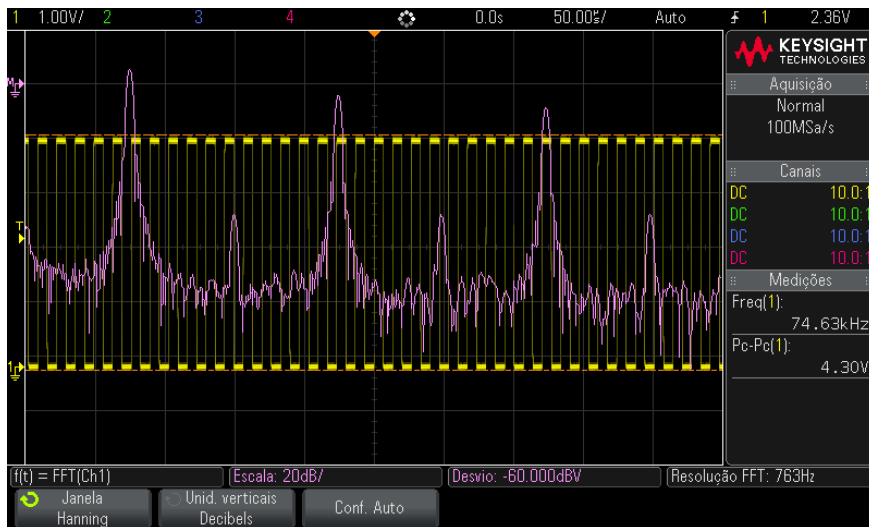 1 1.00V/ 2 3 4 0.0s 50.00µs/ Auto 1 2.36V
KEYSIGHT
TECHNOLOGIES
Aquisição
Normal
100MSa/s
Canais
DC 10.0:1
DC 10.0:1
DC 10.0:1
DC 10.0:1
Medições
Freq(1):
74.63kHz
Pc-Pc(1):
4.30V
M
T
1
f(t) = FFT(Ch1) Escala: 20dB/ Desvio: -60.000dBV Resolução FFT: 763Hz
Janela
Hanning
Unid. verticais
Decibels
Conf. Auto